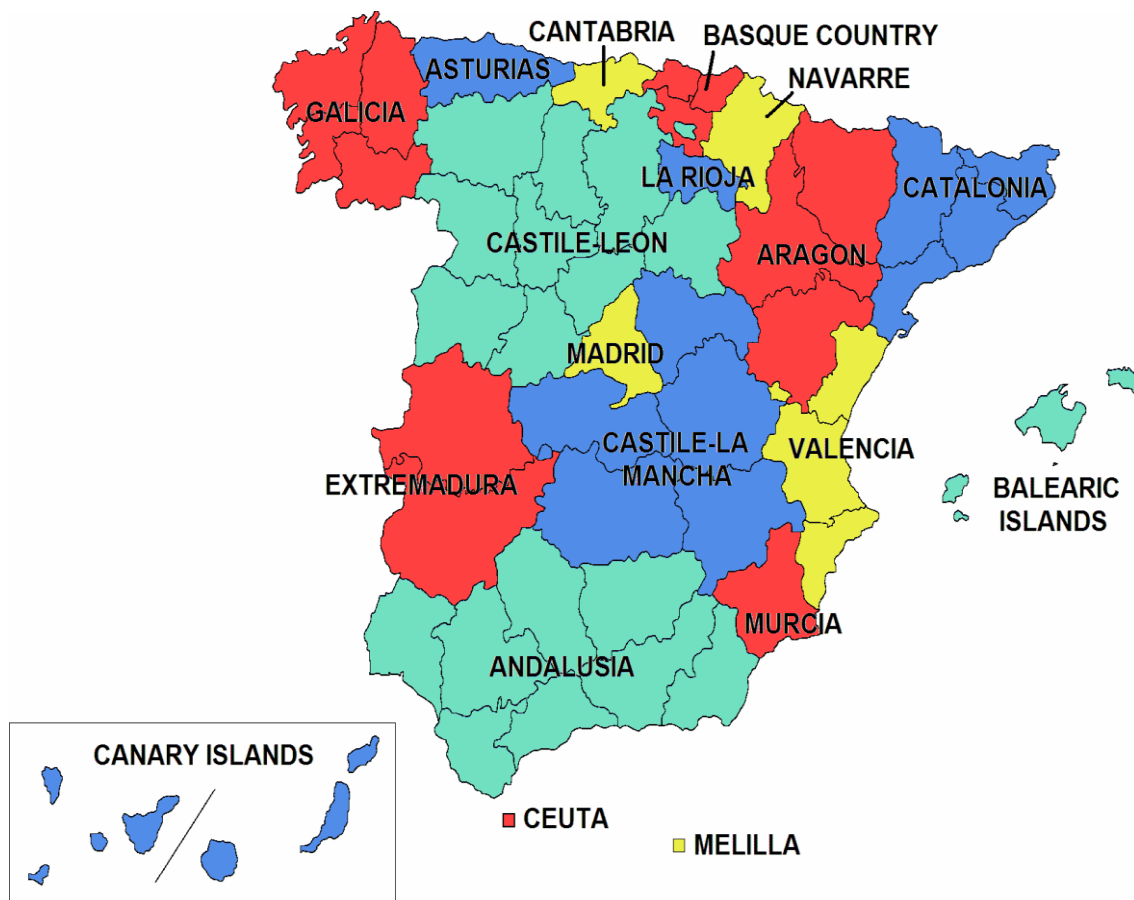 CANTABRIA
BASQUE COUNTRY
ASTURIAS
NAVARRE
GALICIA
LA RIOJA
CATALONIA
CASTILE-LEON
ARAGON
MADRID
CASTILE-LA
MANCHA
VALENCIA
EXTREMADURA
BALEARIC
ISLANDS
MURCIA
ANDALUSIA
CANARY ISLANDS
CEUTA
MELILLA